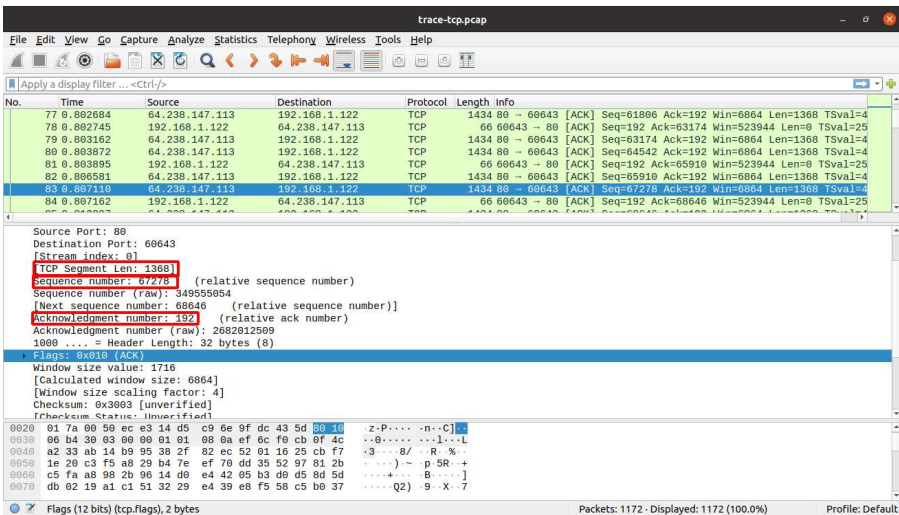 trace-tcp.pcap
File Edit View Go Capture Analyze Statistics Telephony Wireless Tools Help
Apply a display filter ... <Ctrl-/>
No. Time Source Destination Protocol Length Info
77 0.802684 64.238.147.113 192.168.1.122 TCP 1434 80 → 60643 [ACK] Seq=61806 Ack=192 Win=6864 Len=1368 TSval=4
78 0.802745 192.168.1.122 64.238.147.113 TCP 66 60643 → 80 [ACK] Seq=192 Ack=63174 Win=523944 Len=0 TSval=25
79 0.803162 64.238.147.113 192.168.1.122 TCP 1434 80 → 60643 [ACK] Seq=63174 Ack=192 Win=6864 Len=1368 TSval=4
80 0.803872 64.238.147.113 192.168.1.122 TCP 1434 80 → 60643 [ACK] Seq=64542 Ack=192 Win=6864 Len=1368 TSval=4
81 0.803895 192.168.1.122 64.238.147.113 TCP 66 60643 → 80 [ACK] Seq=192 Ack=65910 Win=523944 Len=0 TSval=25
82 0.806581 64.238.147.113 192.168.1.122 TCP 1434 80 → 60643 [ACK] Seq=65910 Ack=192 Win=6864 Len=1368 TSval=4
83 0.807110 64.238.147.113 192.168.1.122 TCP 1434 80 → 60643 [ACK] Seq=67278 Ack=192 Win=6864 Len=1368 TSval=4
84 0.807162 192.168.1.122 64.238.147.113 TCP 66 60643 → 80 [ACK] Seq=192 Ack=68646 Win=523944 Len=0 TSval=25
Source Port: 80
Destination Port: 60643
[Stream index: 0]
[TCP Segment Len: 1368]
Sequence number: 67278 (relative sequence number)
Sequence number (raw): 349555054
[Next sequence number: 68646 (relative sequence number)]
Acknowledgment number: 192 (relative ack number)
Acknowledgment number (raw): 2682012509
1000 .... = Header Length: 32 bytes (8)
Flags: 0x010 (ACK)
Window size value: 1716
[Calculated window size: 6864]
[Window size scaling factor: 4]
Checksum: 0x3003 [unverified]
[Checksum Status: Unverified]
0020 01 7a 00 50 ec e3 14 d5 c9 6e 9f dc 43 5d 80 10 ·z·P···· ·n··C]··
0030 06 b4 30 03 00 00 01 01 08 0a ef 6c f0 cb 0f 4c ··0····· ···l···L
0040 a2 33 ab 14 b9 95 38 2f 82 ec 52 01 16 25 cb f7 ·3····8/ ··R··%··
0050 1e 20 c3 f5 a8 29 b4 7e ef 70 dd 35 52 97 81 2b · ···)·~ ·p·5R··+
0060 c5 fa a8 98 2b 96 14 d0 e4 42 05 b3 d0 d5 8d 5d ····+··· ·B·····]
0070 db 02 19 a1 c1 51 32 29 e4 39 e8 f5 58 c5 b0 37 ·····Q2) ·9··X··7
Flags (12 bits) (tcp.flags), 2 bytes Packets: 1172 · Displayed: 1172 (100.0%) Profile: Default